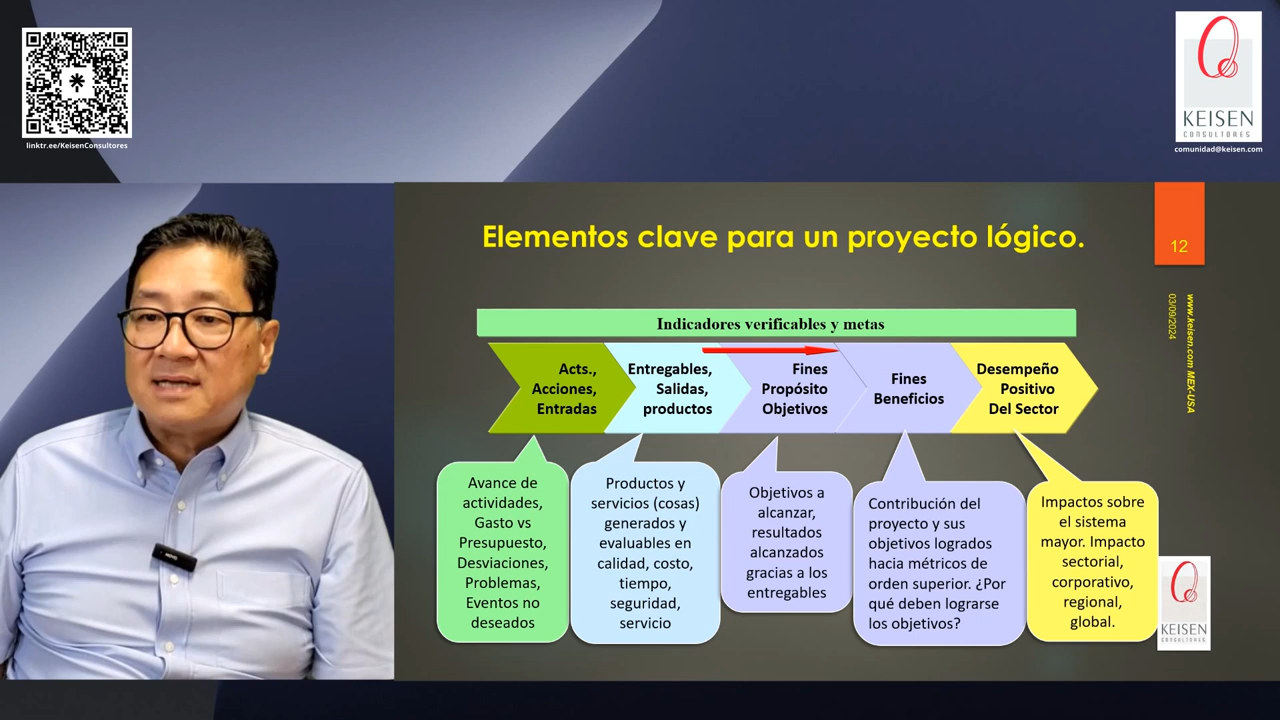 linktr.ee/KeisenConsultores
KEISEN
CONSULTORES
comunidad@keisen.com
Elementos clave para un proyecto lógico.
12
www.keisen.com MEX-USA
03/09/2024
Indicadores verificables y metas
Acts.,
Acciones,
Entradas
Entregables,
Salidas,
productos
Fines
Propósito
Objetivos
Fines
Beneficios
Desempeño
Positivo
Del Sector
Avance de
actividades,
Gasto vs
Presupuesto,
Desviaciones,
Problemas,
Eventos no
deseados
Productos y
servicios (cosas)
generados y
evaluables en
calidad, costo,
tiempo,
seguridad,
servicio
Objetivos a
alcanzar,
resultados
alcanzados
gracias a los
entregables
Contribución del
proyecto y sus
objetivos logrados
hacia métricos de
orden superior. ¿Por
qué deben lograrse
los objetivos?
Impactos sobre
el sistema
mayor. Impacto
sectorial,
corporativo,
regional,
global.
KEISEN
CONSULTORES